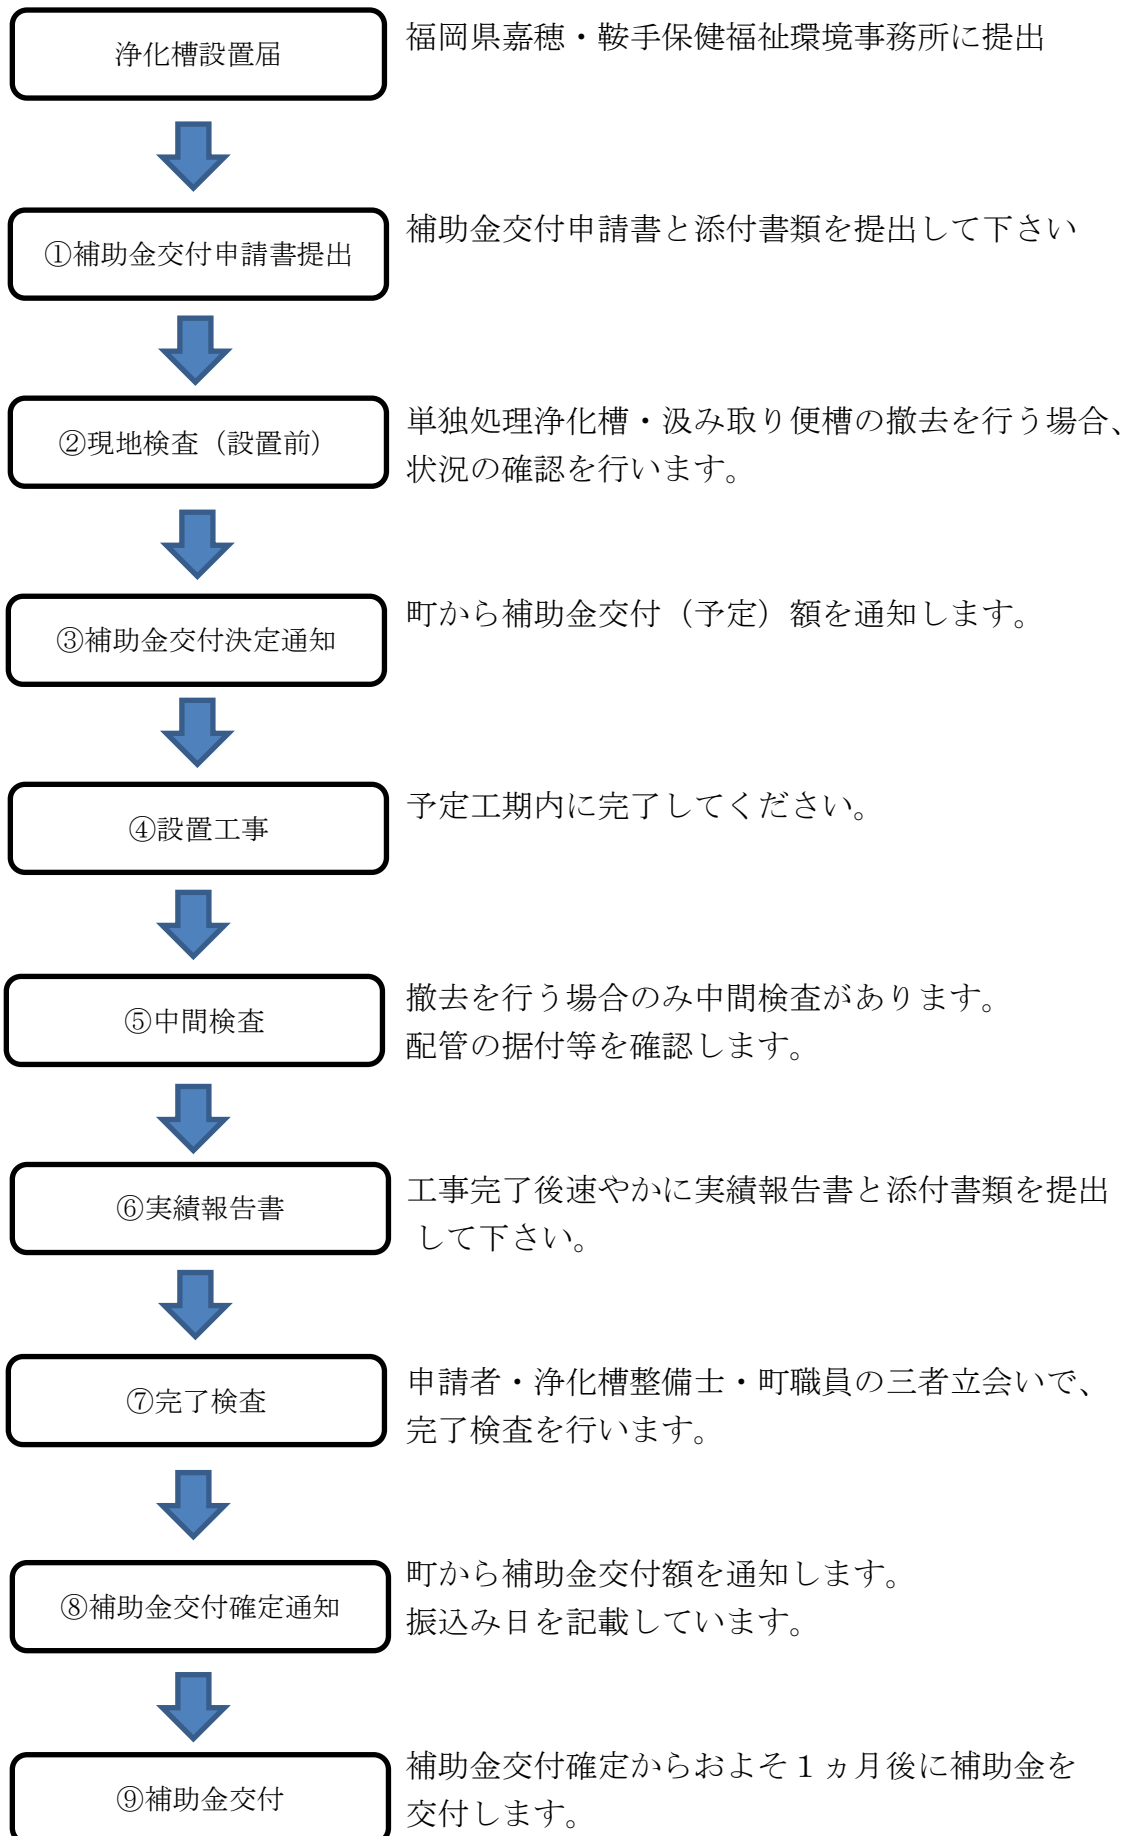 浄化槽設置届
福岡県嘉穂・鞍手保健福祉環境事務所に提出
①補助金交付申請書提出
補助金交付申請書と添付書類を提出して下さい
②現地検査（設置前）
単独処理浄化槽・汲み取り便槽の撤去を行う場合、
状況の確認を行います。
③補助金交付決定通知
町から補助金交付（予定）額を通知します。
④設置工事
予定工期内に完了してください。
⑤中間検査
撤去を行う場合のみ中間検査があります。
配管の据付等を確認します。
⑥実績報告書
工事完了後速やかに実績報告書と添付書類を提出
して下さい。
⑦完了検査
申請者・浄化槽整備士・町職員の三者立会いで、
完了検査を行います。
⑧補助金交付確定通知
町から補助金交付額を通知します。
振込み日を記載しています。
⑨補助金交付
補助金交付確定からおよそ１ヵ月後に補助金を
交付します。